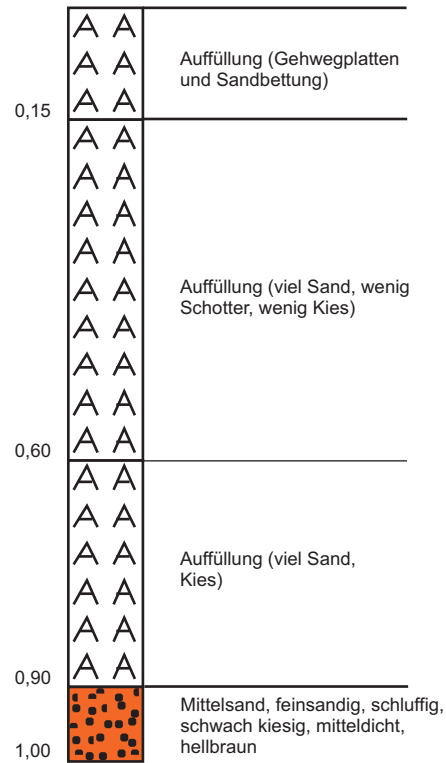 Auffüllung (Gehwegplatten
und Sandbettung)
0,15
Auffüllung (viel Sand, wenig
Schotter, wenig Kies)
0,60
Auffüllung (viel Sand,
Kies)
0,90
Mittelsand, feinsandig, schluffig,
schwach kiesig, mitteldicht,
hellbraun
1,00